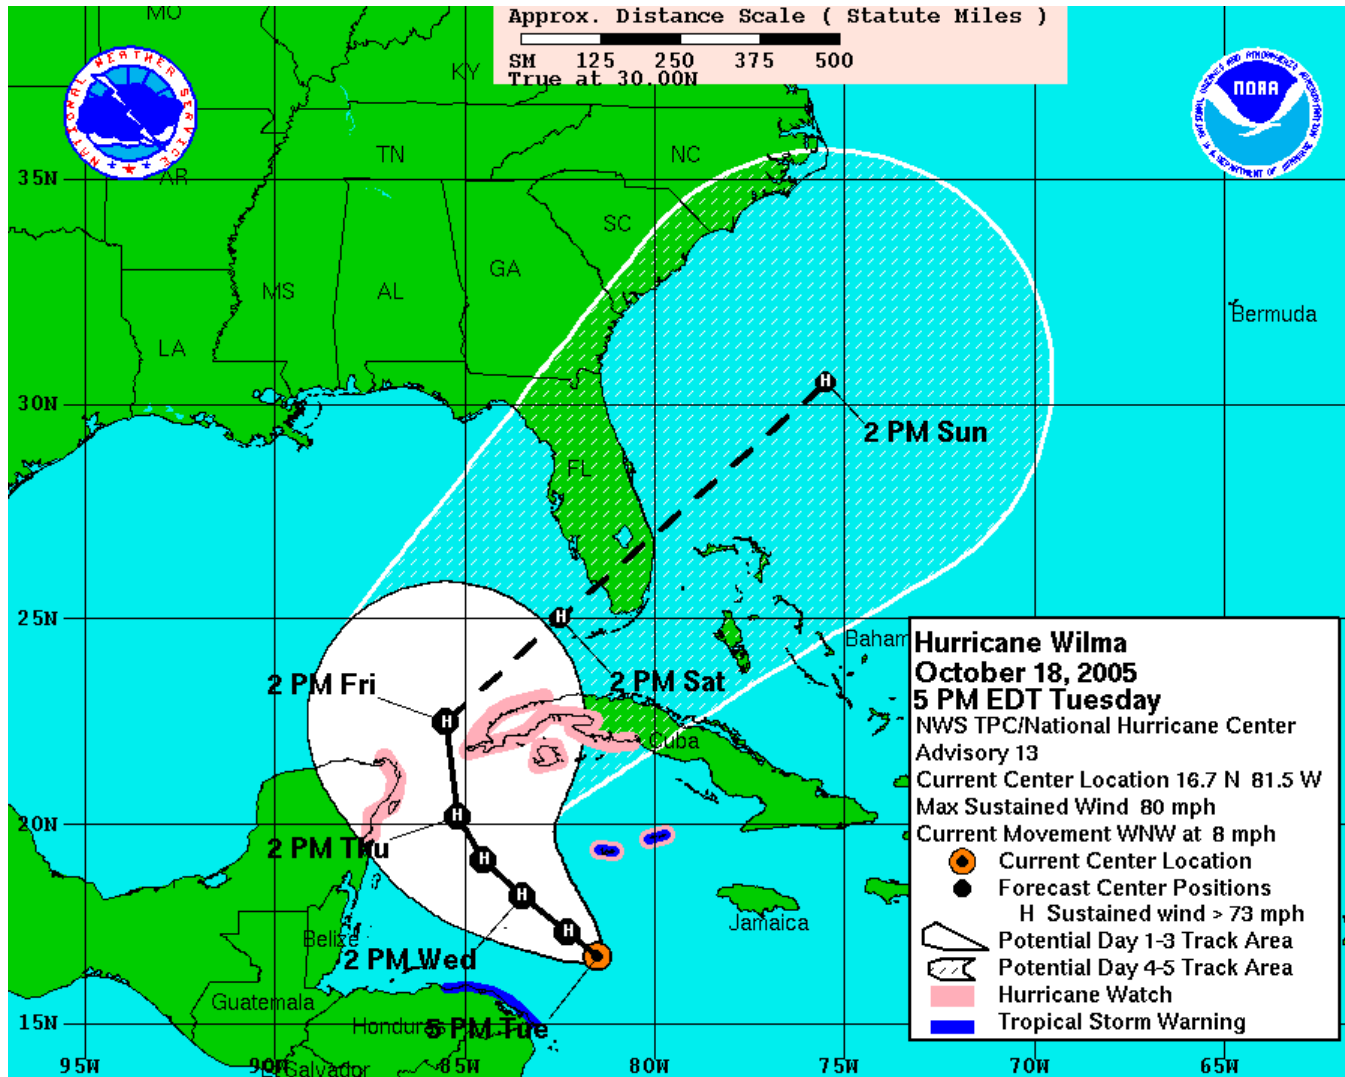 Approx. Distance Scale ( Statute Miles )
SM 125 250 375 500
True at 30.00N
NATIONAL WEATHER SERVICE
NOAA
MO
KY
TN
NC
AR
35N
SC
GA
MS
AL
LA
Bermuda
30N
2 PM Sun
FL
25N
Baham
2 PM Fri
2 PM Sat
Cuba
20N
2 PM Thu
Jamaica
Belize
2 PM Wed
Guatemala
15N
Honduras
5 PM Tue
El Salvador
95W 90W 85W 80W 75W 70W 65W
Hurricane Wilma
October 18, 2005
5 PM EDT Tuesday
NWS TPC/National Hurricane Center
Advisory 13
Current Center Location 16.7 N 81.5 W
Max Sustained Wind 80 mph
Current Movement WNW at 8 mph
Current Center Location
Forecast Center Positions
H Sustained wind > 73 mph
Potential Day 1-3 Track Area
Potential Day 4-5 Track Area
Hurricane Watch
Tropical Storm Warning